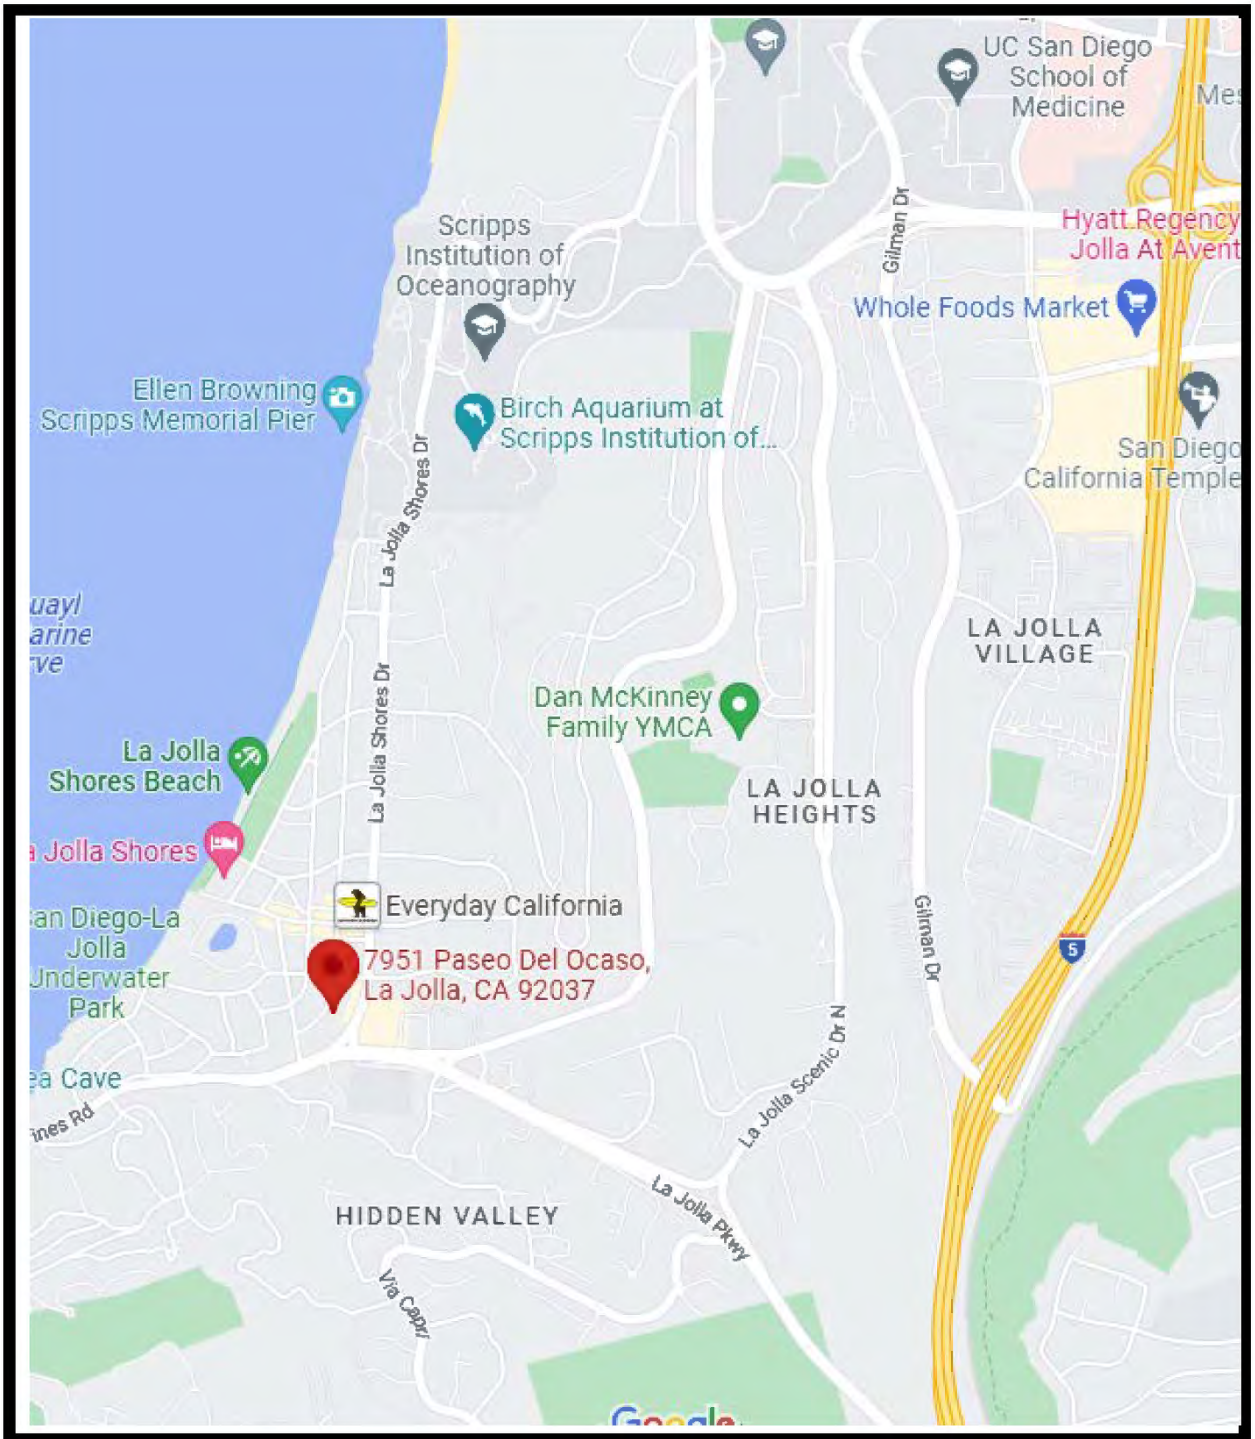 UC San Diego
School of
Medicine
Mes
Scripps
Institution of
Oceanography
Gilman Dr
Hyatt Regency
Jolla At Avent
Whole Foods Market
Ellen Browning
Scripps Memorial Pier
Birch Aquarium at
Scripps Institution of...
San Diego
California Temple
La Jolla Shores Dr
uayl
arine
rve
LA JOLLA
VILLAGE
La Jolla Shores Dr
Dan McKinney
Family YMCA
La Jolla
Shores Beach
LA JOLLA
HEIGHTS
a Jolla Shores
Everyday California
an Diego-La
Jolla
Underwater
Park
7951 Paseo Del Ocaso,
La Jolla, CA 92037
Gilman Dr
5
La Jolla Scenic Dr N
ea Cave
ines Rd
La Jolla Pkwy
HIDDEN VALLEY
Via Capri
Google